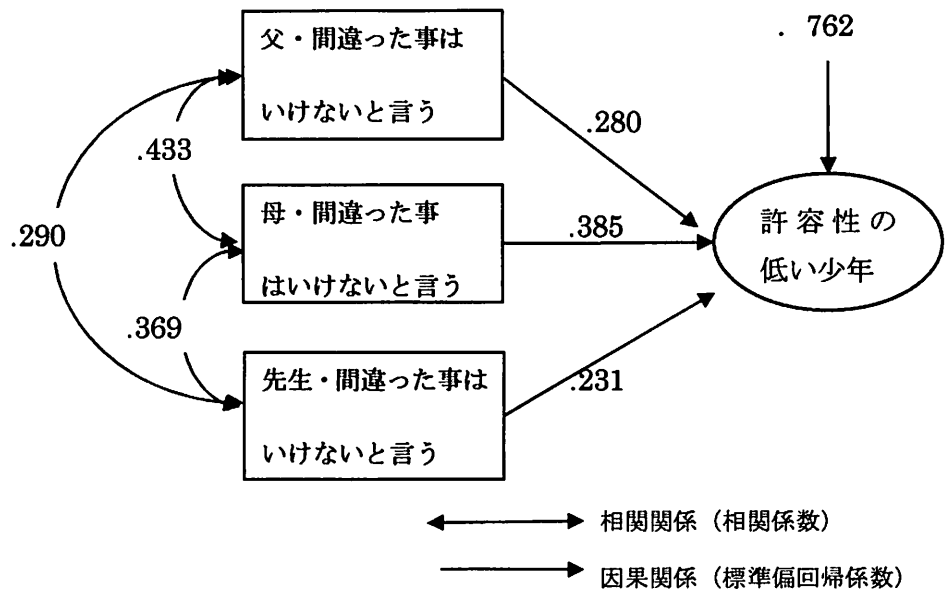 父・間違った事は
いけないと言う
. 762
.280
.433
母・間違った事
はいけないと言う
.385
許容性の
低い少年
.290
.369
先生・間違った事は
いけないと言う
.231
相関関係（相関係数）
因果関係（標準偏回帰係数）